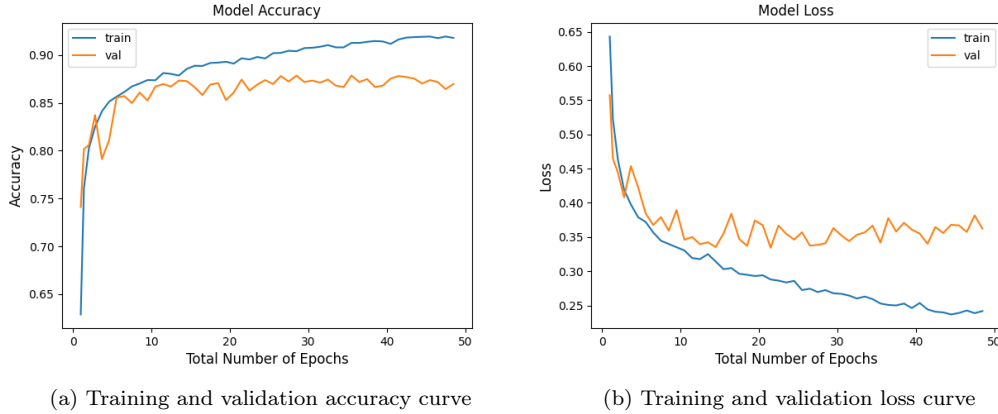 Model Accuracy
train
val
0.90
0.85
0.80
0.75
0.70
0.65
Accuracy
0 10 20 30 40 50
Total Number of Epochs
(a) Training and validation accuracy curve
Model Loss
train
val
0.65
0.60
0.55
0.50
0.45
0.40
0.35
0.30
0.25
Loss
0 10 20 30 40 50
Total Number of Epochs
(b) Training and validation loss curve